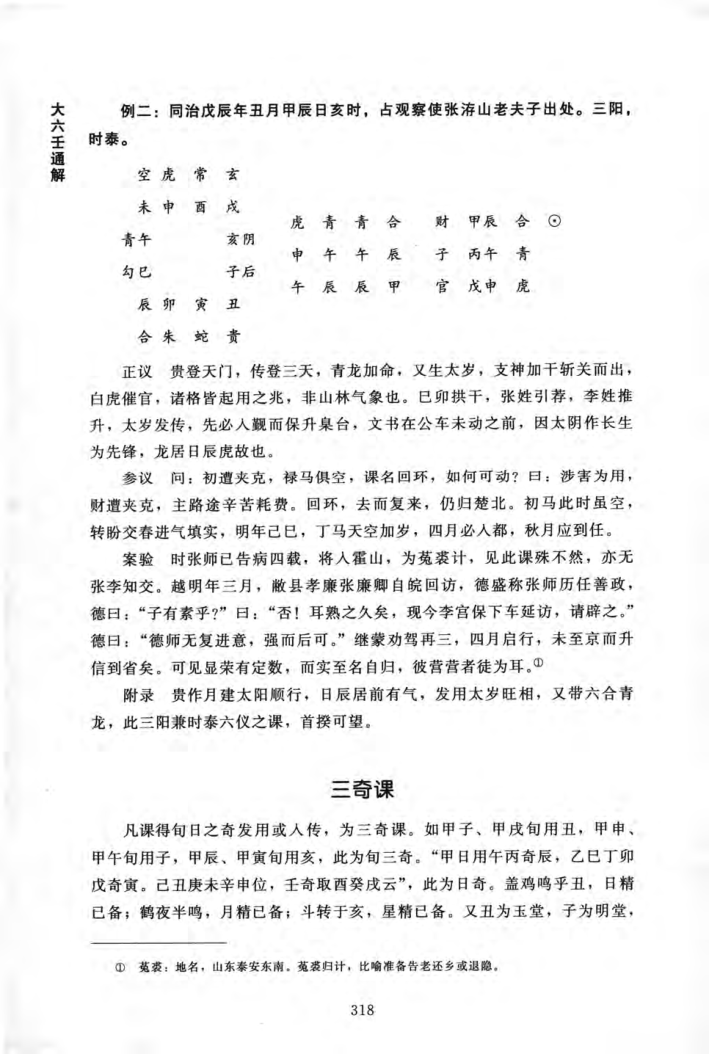 大六壬通解
例二：同治戊辰年丑月甲辰日亥时，占观察使张洊山老夫子出处。三阳，
时泰。
空 虎 常 玄
未 申 酉 戌
虎 青 青 合 财 甲辰 合 ⊙
青午 亥阴
申 午 午 辰 子 丙午 青
勾巳 子后
午 辰 辰 甲 官 戊申 虎
辰 卯 寅 丑
合 朱 蛇 贵
正议 贵登天门，传登三天，青龙加命，又生太岁，支神加干斩关而出，
白虎催官，诸格皆起用之兆，非山林气象也。巳卯拱干，张姓引荐，李姓推
升，太岁发传，先必入觐而保升臬台，文书在公车未动之前，因太阴作长生
为先锋，龙居日辰虎故也。
参议 问：初遭夹克，禄马俱空，课名回环，如何可动？曰：涉害为用，
财遭夹克，主路途辛苦耗费。回环，去而复来，仍归楚北。初马此时虽空，
转盼交春进气填实，明年己巳，丁马天空加岁，四月必入都，秋月应到任。
案验 时张师已告病四载，将入霍山，为菟裘计，见此课殊不然，亦无
张李知交。越明年三月，敝县孝廉张廉卿自皖回访，德盛称张师历任善政，
德曰：“子有素乎？”曰：“否！耳熟之久矣，现今李宫保下车延访，请辟之。”
德曰：“德师无复进意，强而后可。”继蒙劝驾再三，四月启行，未至京而升
信到省矣。可见显荣有定数，而实至名自归，彼营营者徒为耳。①
附录 贵作月建太阳顺行，日辰居前有气，发用太岁旺相，又带六合青
龙，此三阳兼时泰六仪之课，首揆可望。
三奇课
凡课得旬日之奇发用或入传，为三奇课。如甲子、甲戌旬用丑，甲申、
甲午旬用子，甲辰、甲寅旬用亥，此为旬三奇。“甲日用午丙奇辰，乙巳丁卯
戊奇寅。己丑庚未辛申位，壬奇取酉癸戌云”，此为日奇。盖鸡鸣乎丑，日精
已备；鹤夜半鸣，月精已备；斗转于亥，星精已备。又丑为玉堂，子为明堂，
① 菟裘：地名，山东泰安东南。菟裘归计，比喻准备告老还乡或退隐。
318